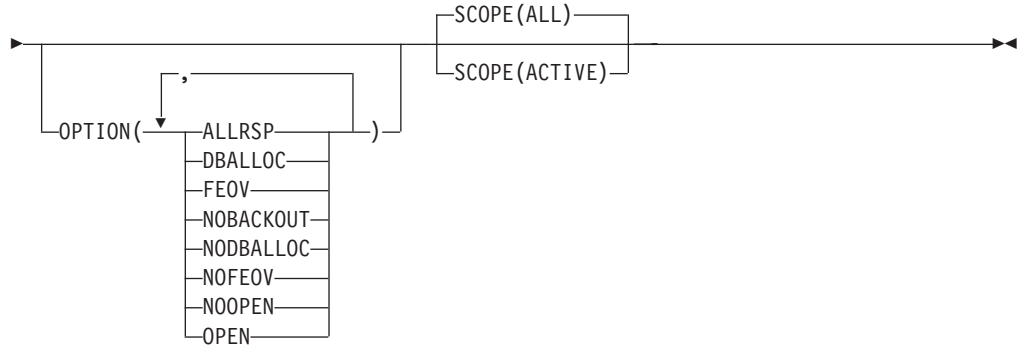 SCOPE(ALL)
SCOPE(ACTIVE)
,
OPTION( ALLRSP )
DBALLOC
FEOV
NOBACKOUT
NODBALLOC
NOFEOV
NOOPEN
OPEN